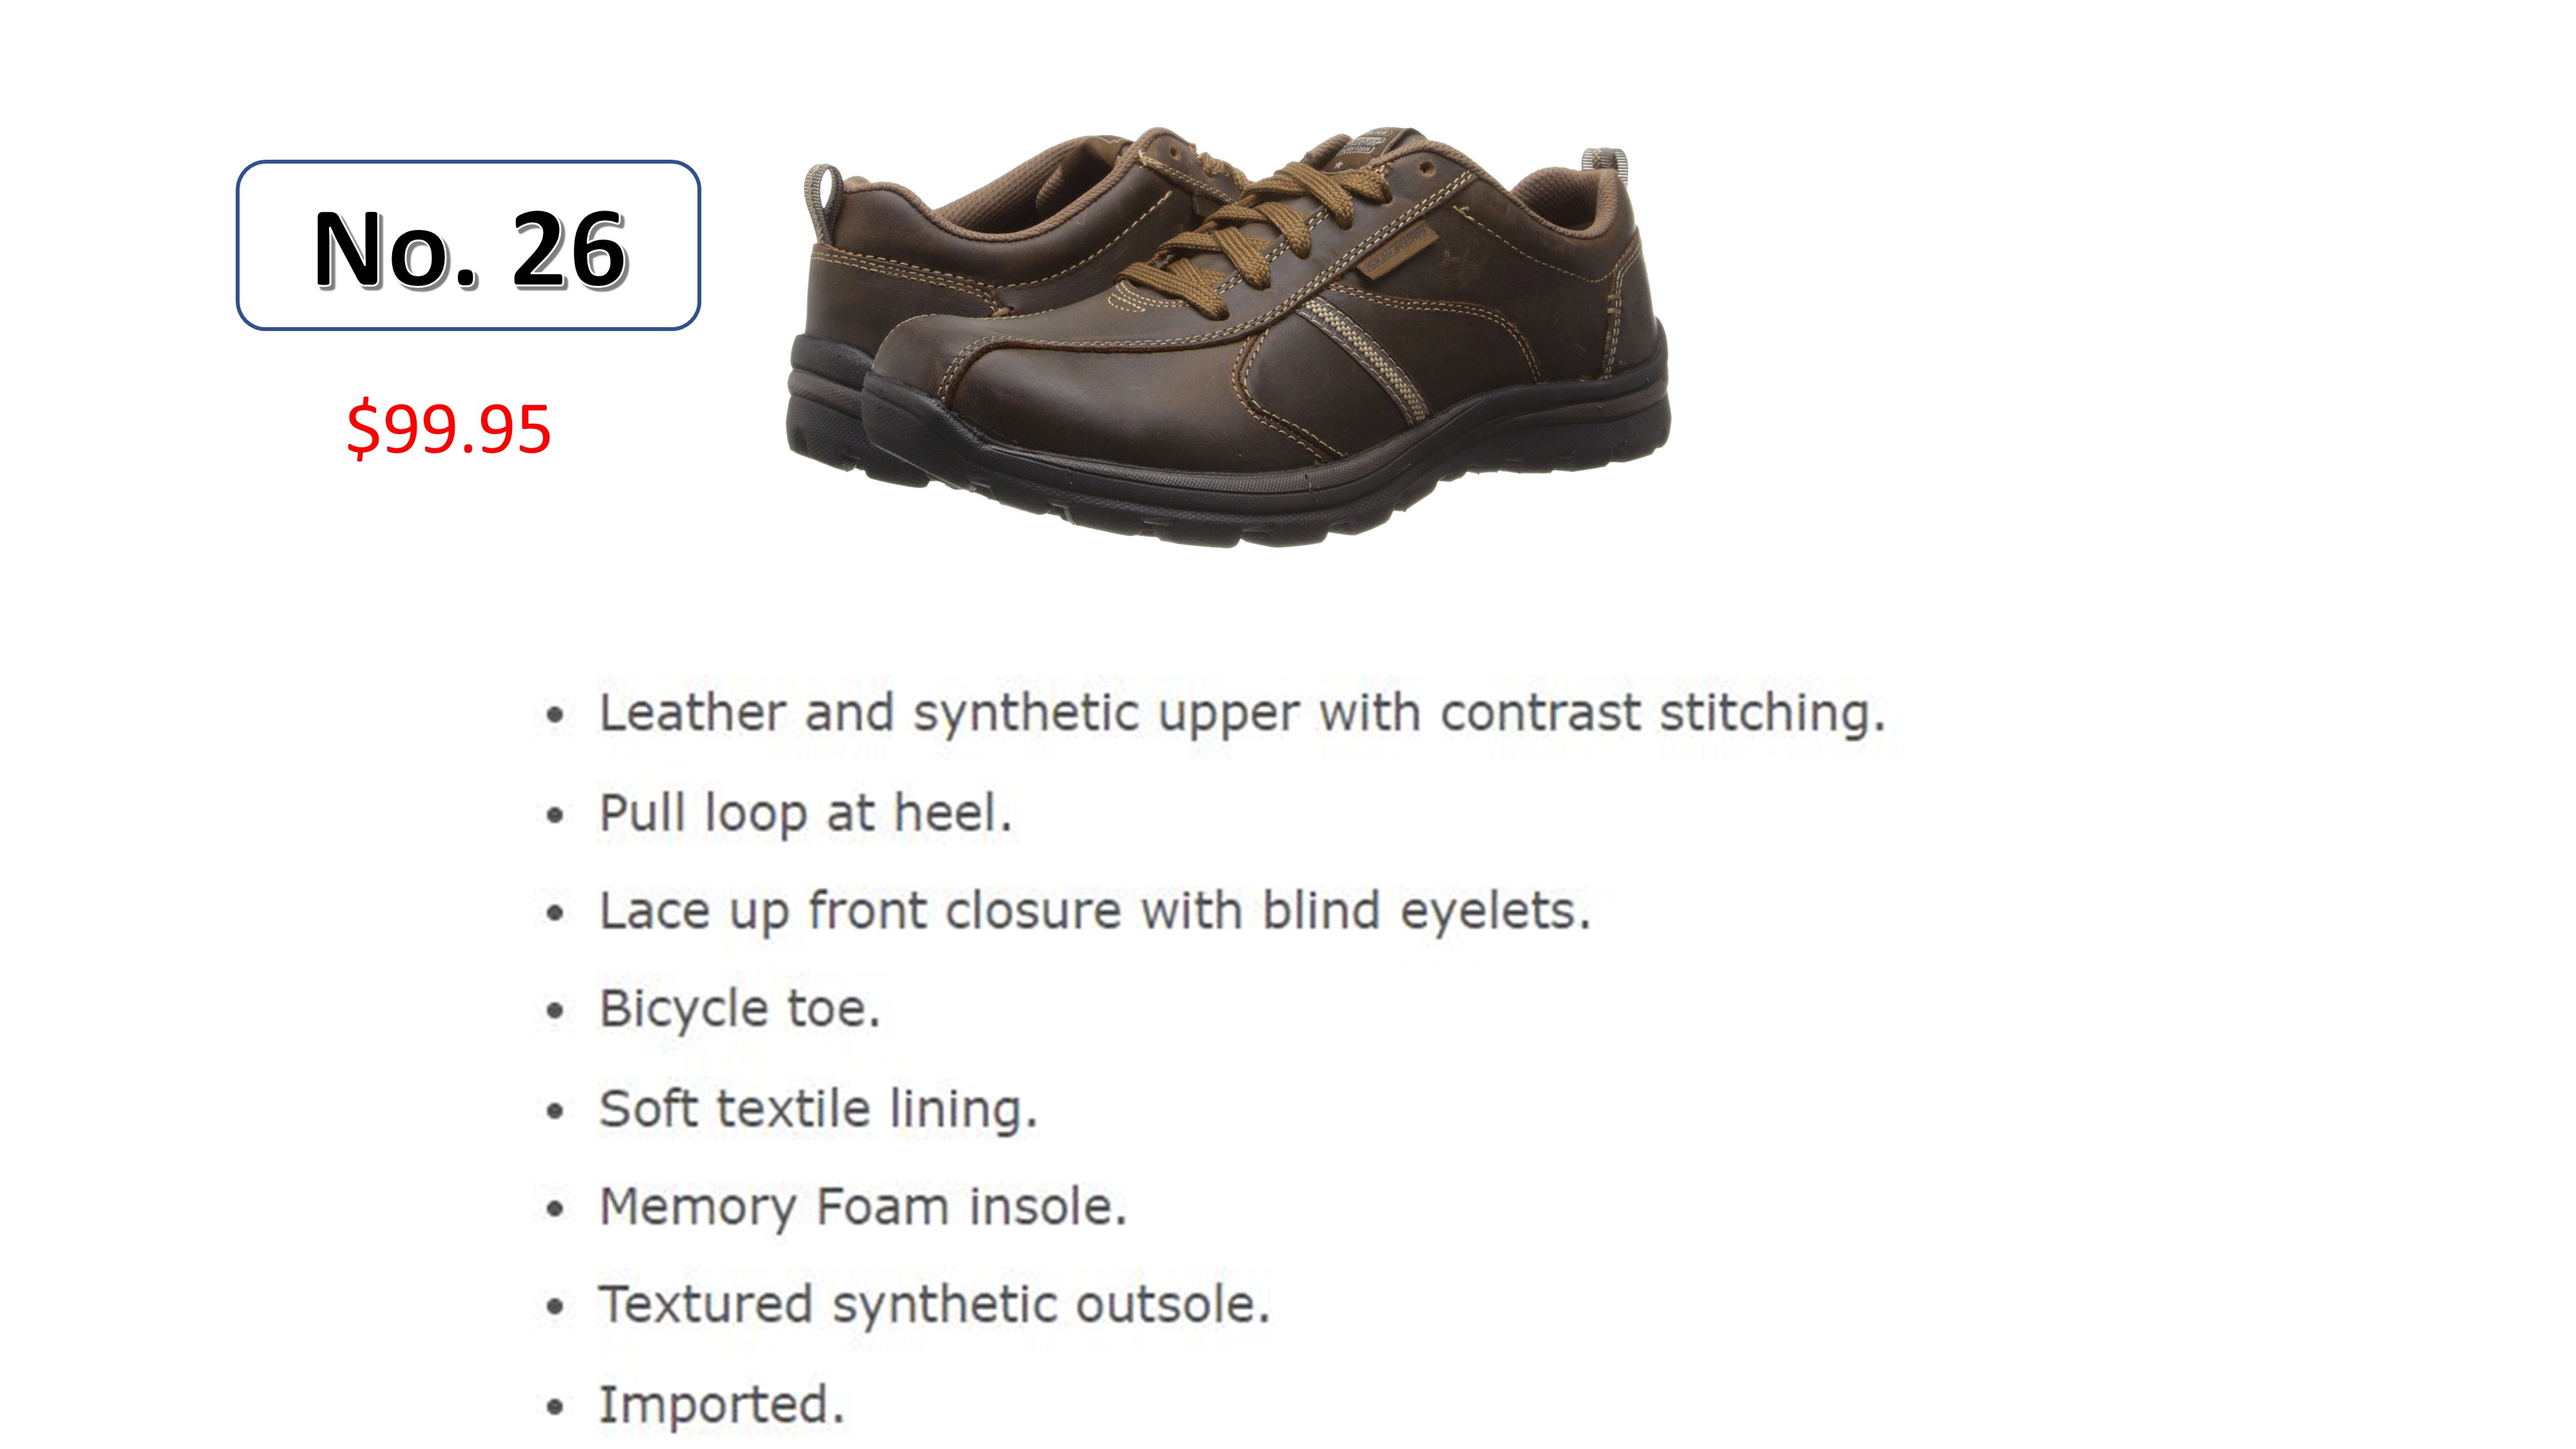 No. 26
$99.95
• Leather and synthetic upper with contrast stitching.
• Pull loop at heel.
• Lace up front closure with blind eyelets.
• Bicycle toe.
• Soft textile lining.
• Memory Foam insole.
• Textured synthetic outsole.
• Imported.